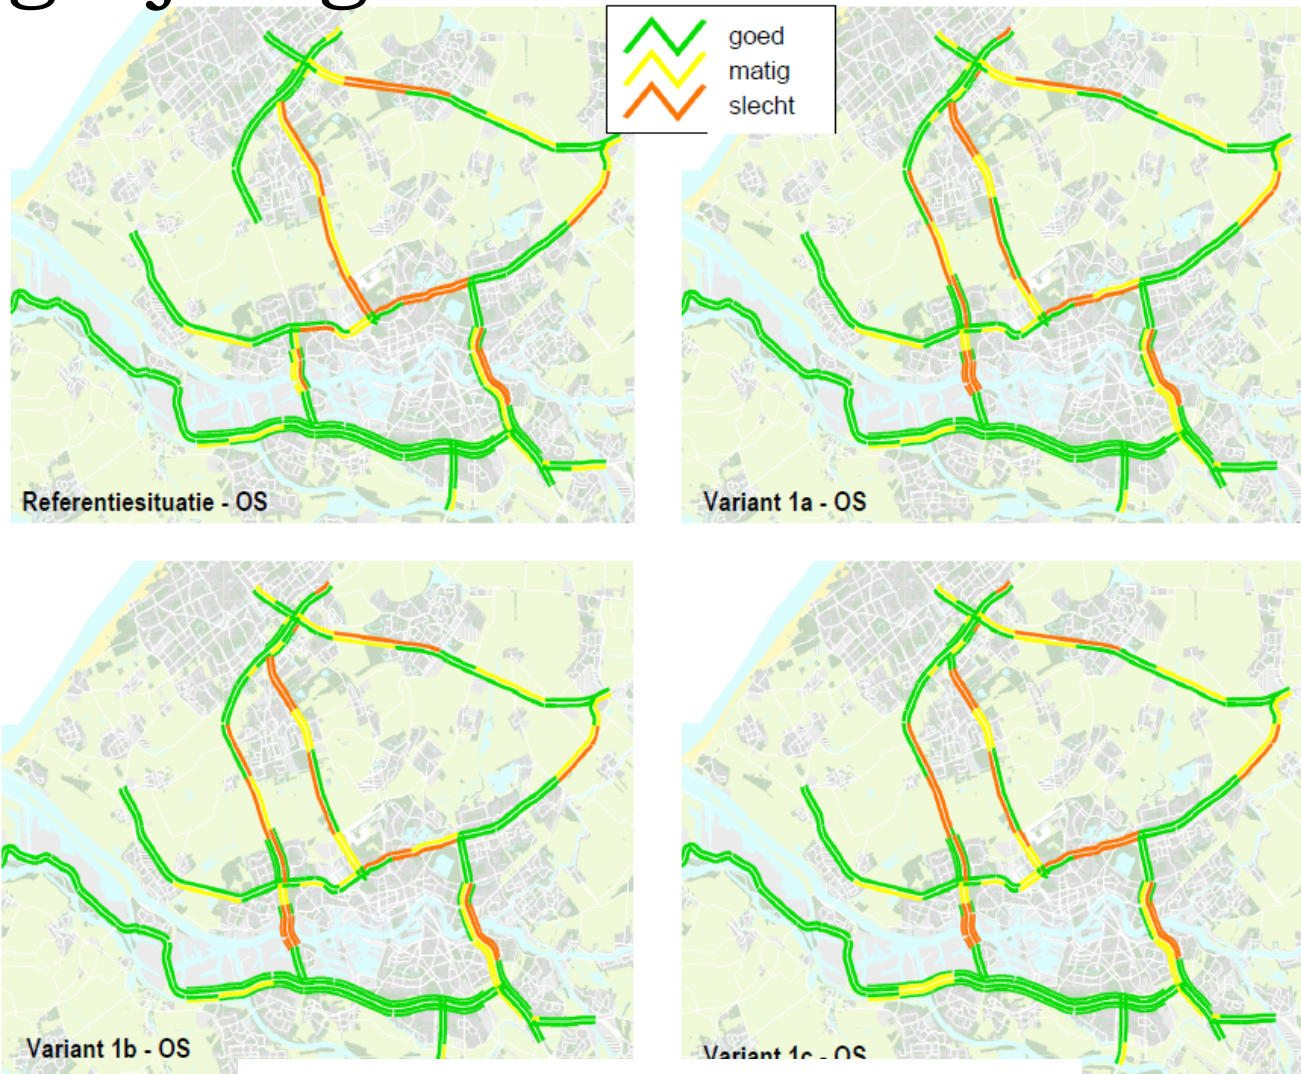 goed
matig
slecht
Referentiesituatie - OS
Variant 1a - OS
Variant 1b - OS
Variant 1c - OS